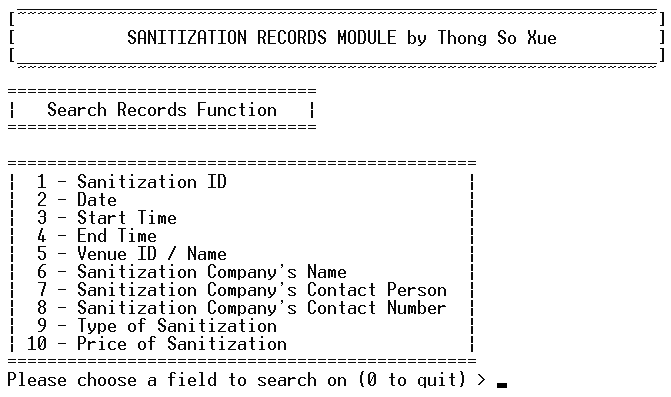 SANITIZATION RECORDS MODULE by Thong So Xue
Search Records Function
1 - Sanitization ID
2 - Date
3 - Start Time
4 - End Time
5 - Venue ID / Name
6 - Sanitization Company's Name
7 - Sanitization Company's Contact Person
8 - Sanitization Company's Contact Number
9 - Type of Sanitization
10 - Price of Sanitization
Please choose a field to search on (0 to quit) >